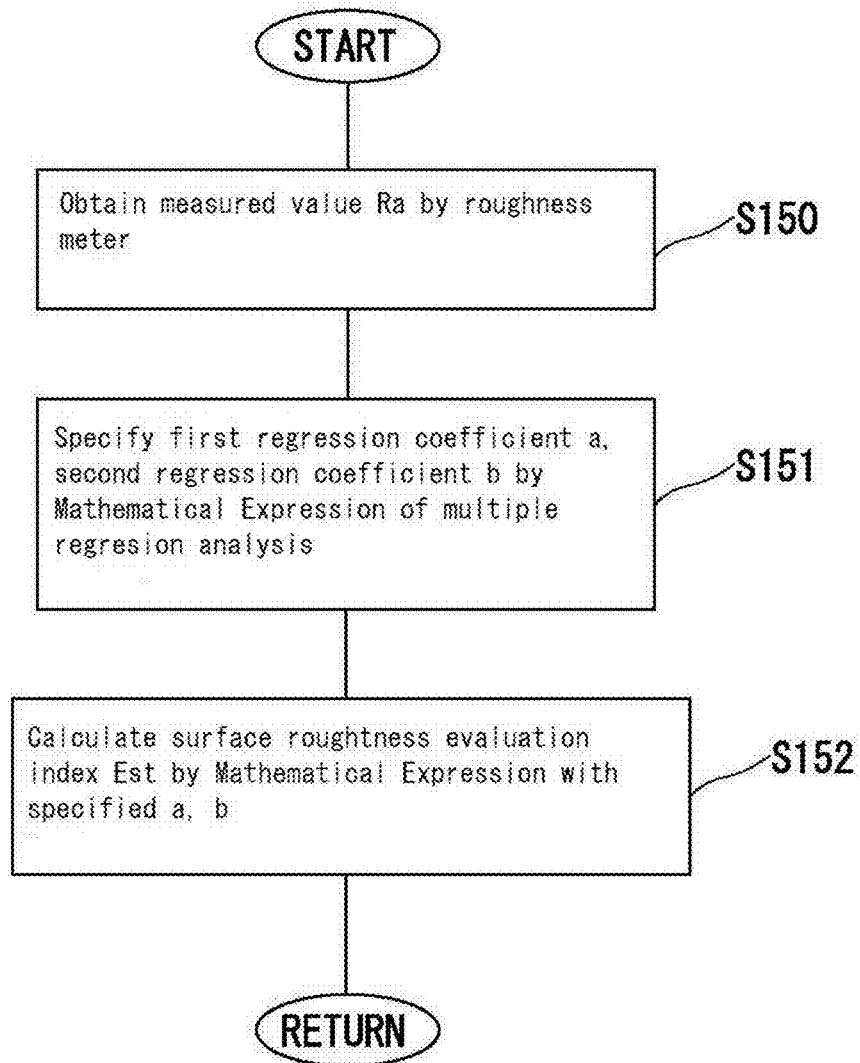 START
Obtain measured value Ra by roughness
meter
S150
Specify first regression coefficient a,
second regression coefficient b by
Mathematical Expression of multiple
regresion analysis
S151
Calculate surface roughtness evaluation
index Est by Mathematical Expression with
specified a, b
S152
RETURN